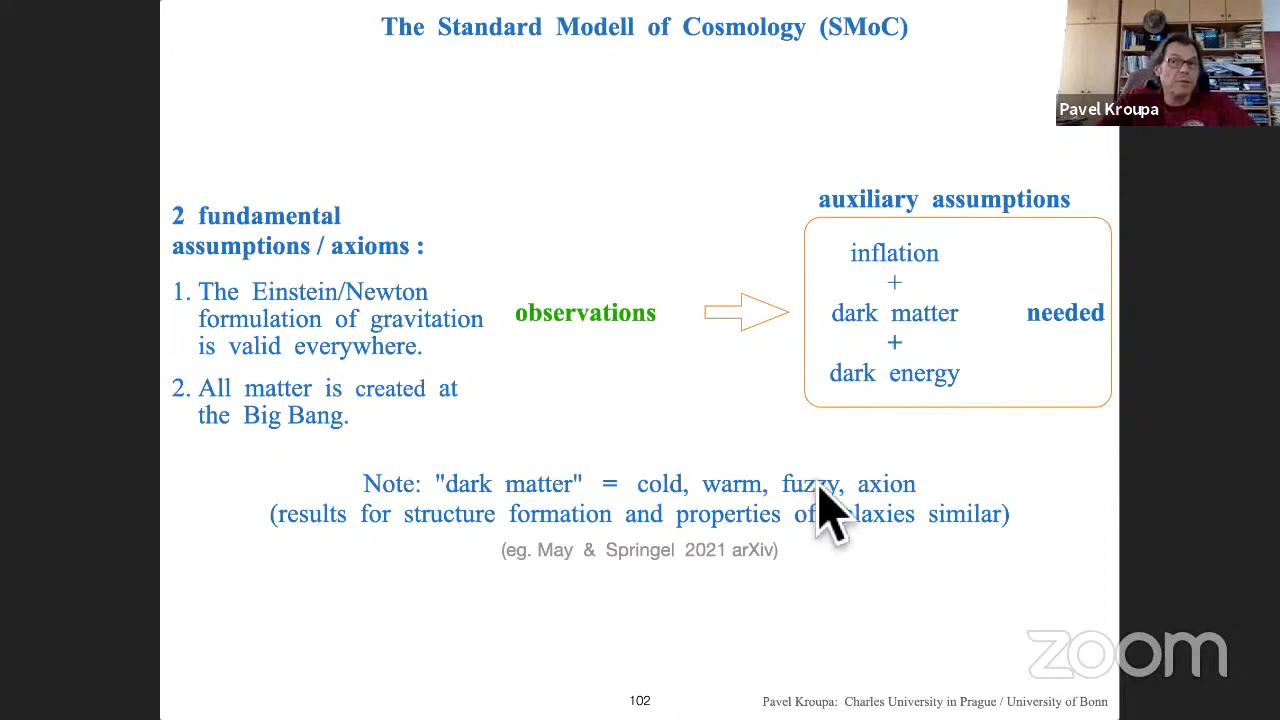 The Standard Modell of Cosmology (SMoC)
Pavel Kroupa
2 fundamental
assumptions / axioms :
1. The Einstein/Newton
formulation of gravitation
is valid everywhere.
2. All matter is created at
the Big Bang.
observations
auxiliary assumptions
inflation
+
dark matter
+
dark energy
needed
Note: "dark matter" = cold, warm, fuzzy, axion
(results for structure formation and properties of similar)
(eg. May & Springel 2021 arXiv)
zoom
102
Pavel Kroupa: Charles University in Prague / University of Bonn